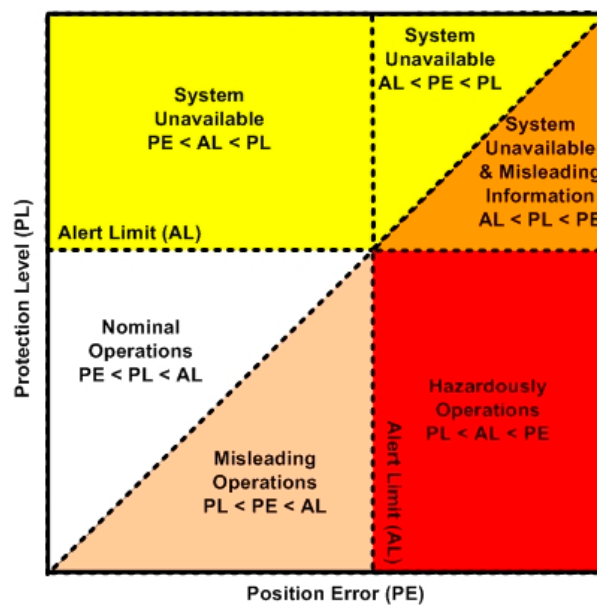 System
Unavailable
AL < PE < PL
System
Unavailable
PE < AL < PL
System
Unavailable
& Misleading
Information
AL < PL < PE
Alert Limit (AL)
Protection Level (PL)
Nominal
Operations
PE < PL < AL
Hazardously
Operations
PL < AL < PE
Misleading
Operations
PL < PE < AL
Alert Limit (AL)
Position Error (PE)